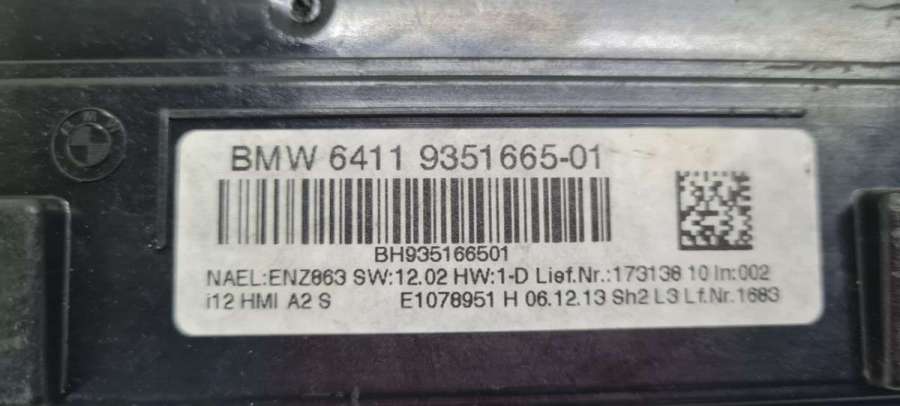 BMW
BMW 6411 9351665-01
BH935166501
NAEL:ENZ863 SW:12.02 HW:1-D Lief.Nr.:173138 10 In:002
i12 HMI A2 S E1078951 H 06.12.13 Sh2 L3 Lf.Nr.1683